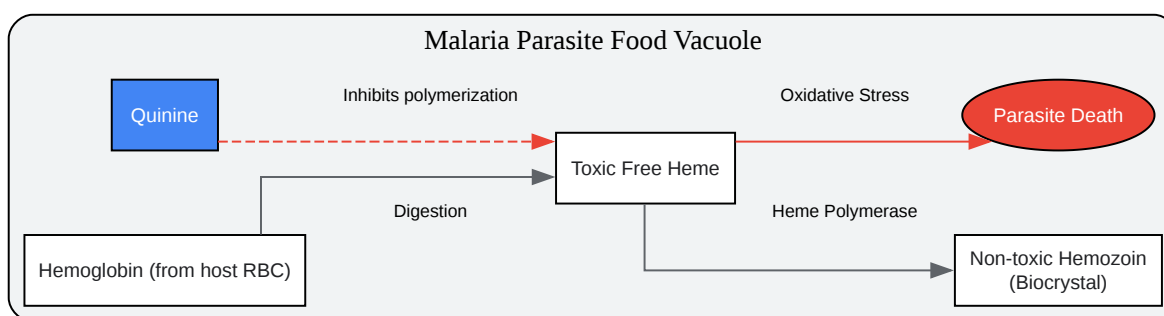 Malaria Parasite Food Vacuole
Inhibits polymerization
Oxidative Stress
Quinine
Parasite Death
Toxic Free Heme
Digestion
Heme Polymerase
Hemoglobin (from host RBC)
Non-toxic Hemozoin
(Biocrystal)